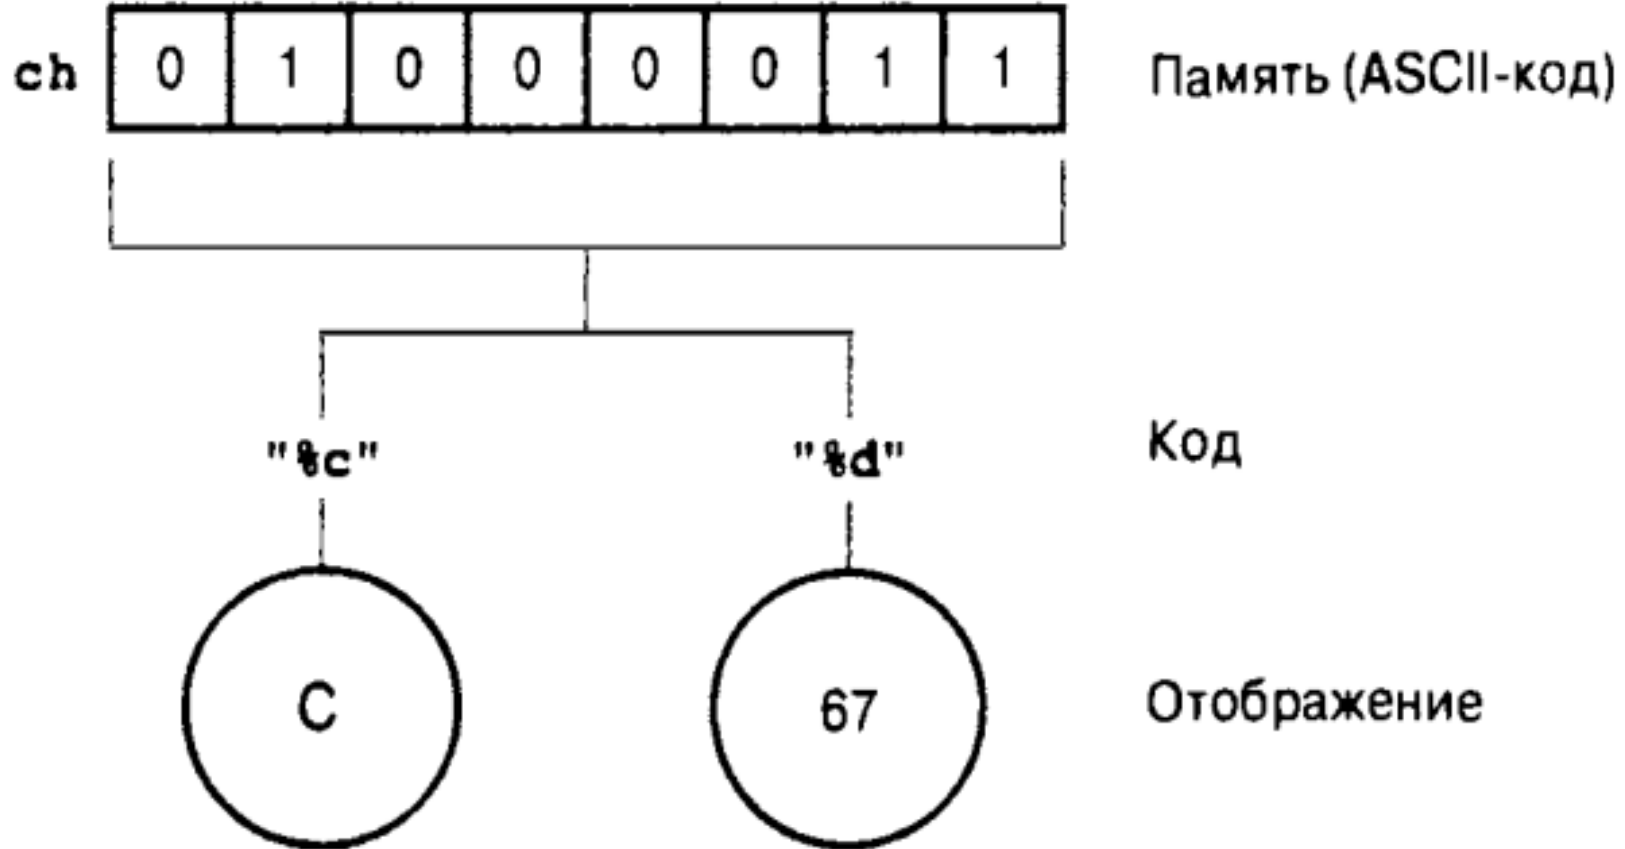 ch 0 1 0 0 0 0 1 1 Память (ASCII-код)
"%c" "%d" Код
C 67 Отображение